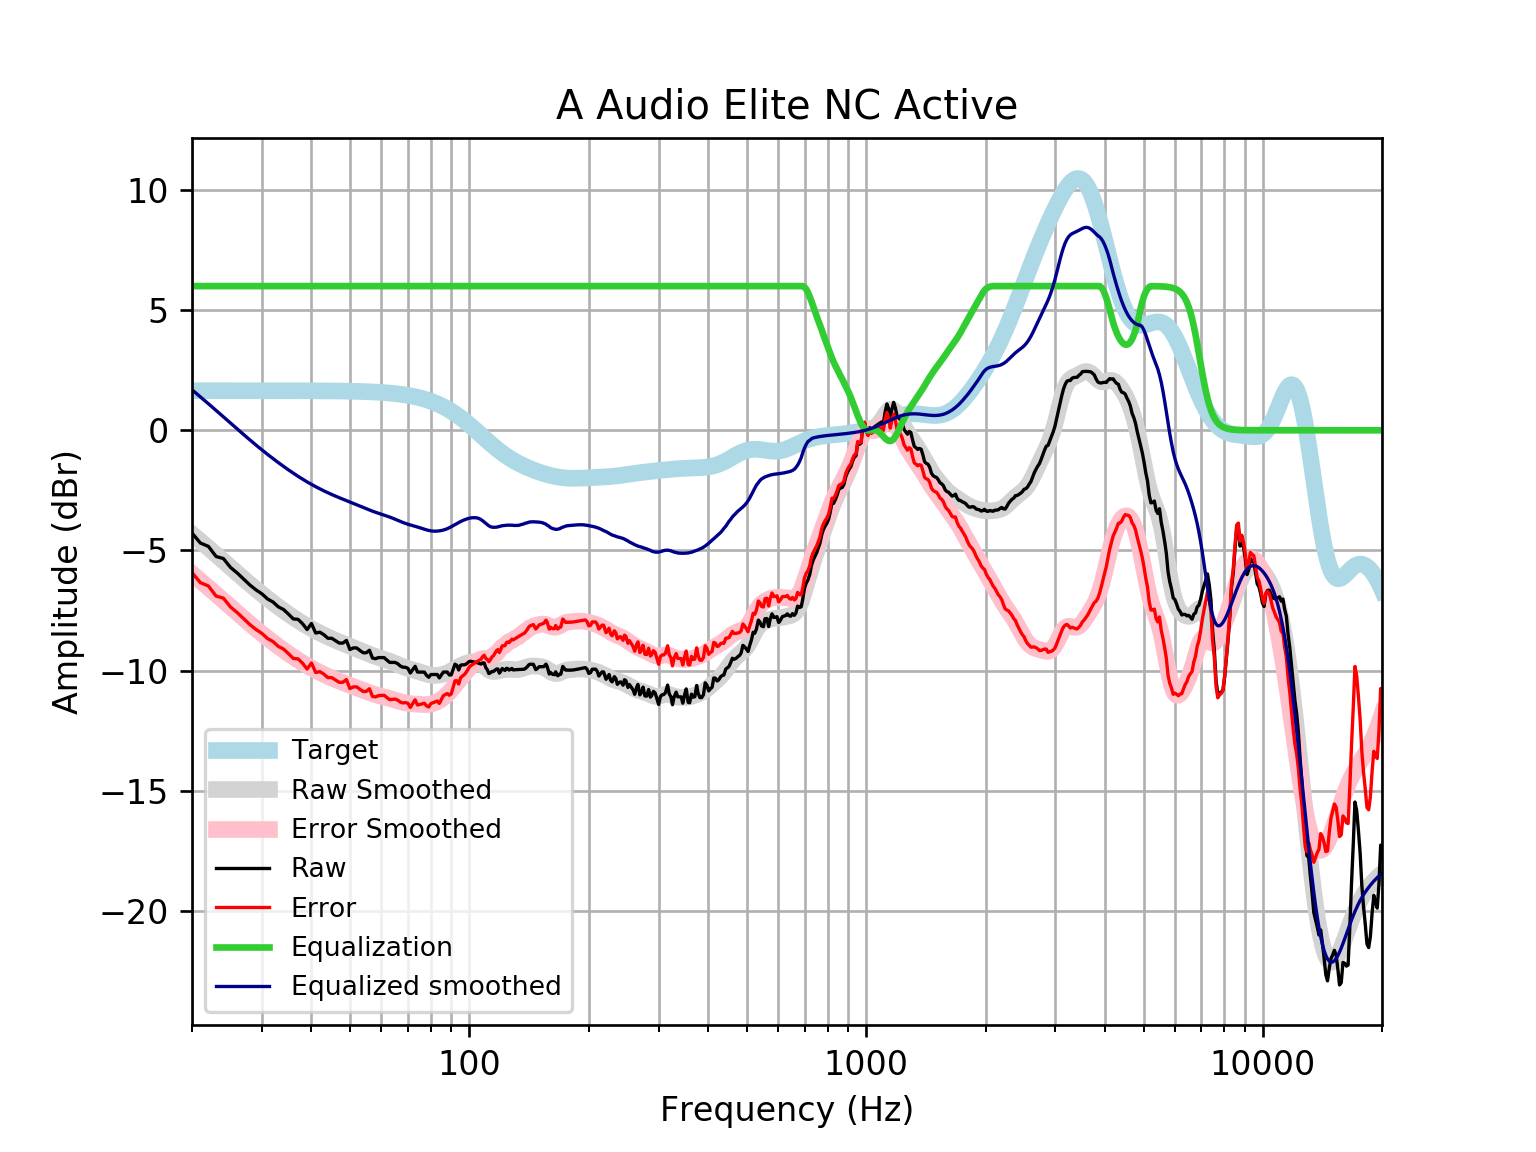 A Audio Elite NC Active
Amplitude (dBr)
10
5
0
−5
−10
−15
−20
Target
Raw Smoothed
Error Smoothed
Raw
Error
Equalization
Equalized smoothed
100
1000
10000
Frequency (Hz)